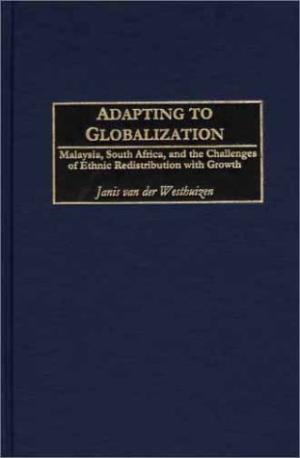 ADAPTING TO
GLOBALIZATION
Malaysia, South Africa, and the Challenges
of Ethnic Redistribution with Growth
Janis van der Westhuizen